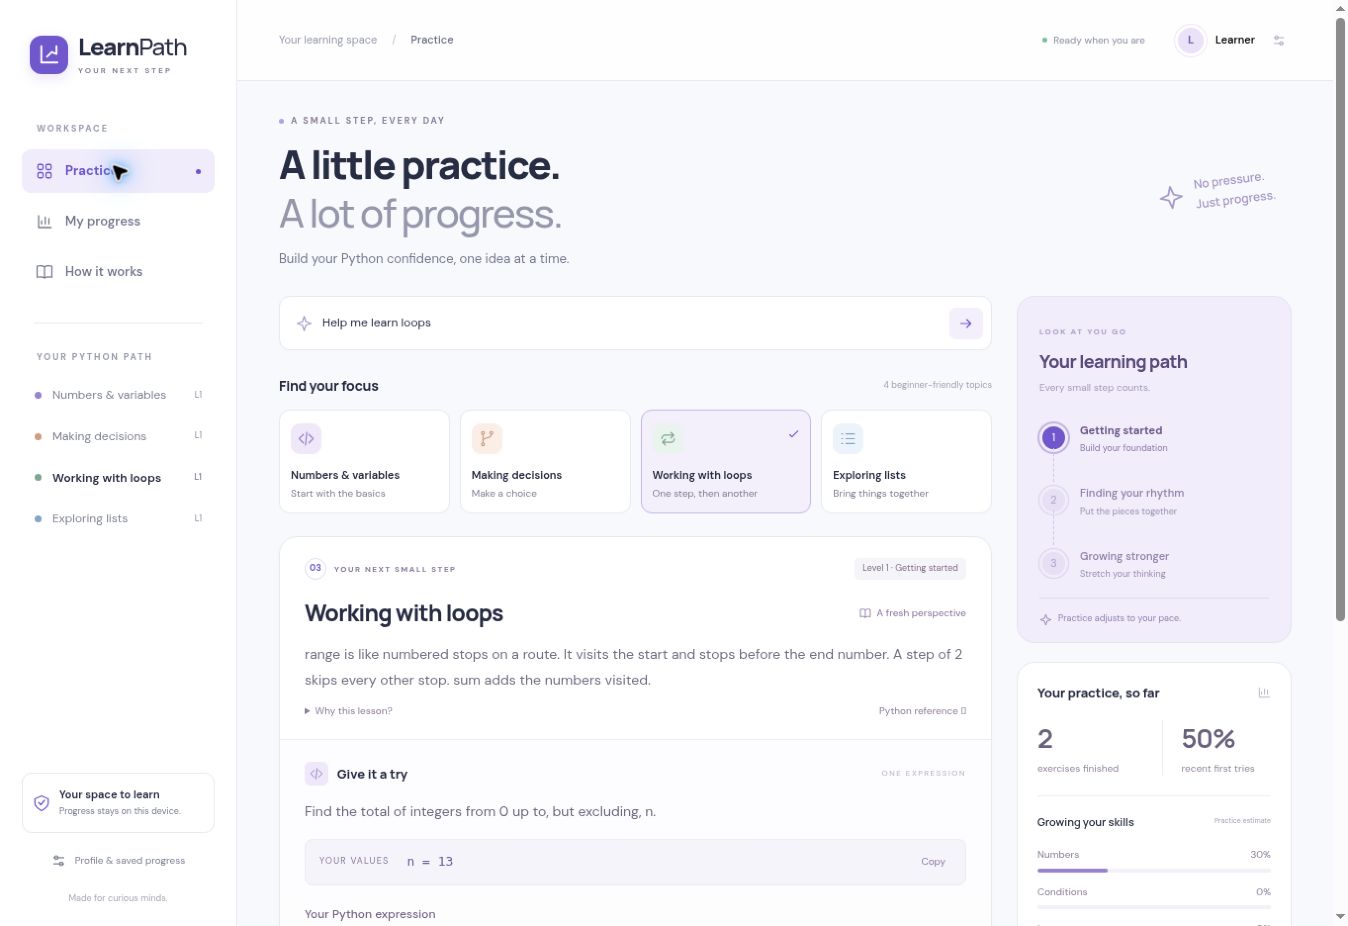 LearnPath
YOUR NEXT STEP
WORKSPACE
Practice
My progress
How it works
YOUR PYTHON PATH
Numbers & variables L1
Making decisions L1
Working with loops L1
Exploring lists L1
Your space to learn
Progress stays on this device.
Profile & saved progress
Made for curious minds.
Your learning space / Practice
Ready when you are
L Learner
A SMALL STEP, EVERY DAY
A little practice.
A lot of progress.
Build your Python confidence, one idea at a time.
No pressure.
Just progress.
Help me learn loops
Find your focus
4 beginner-friendly topics
Numbers & variables
Start with the basics
Making decisions
Make a choice
Working with loops
One step, then another
Exploring lists
Bring things together
03 YOUR NEXT SMALL STEP
Level 1 · Getting started
Working with loops
A fresh perspective
range is like numbered stops on a route. It visits the start and stops before the end number. A step of 2
skips every other stop. sum adds the numbers visited.
Why this lesson?
Python reference
Give it a try
ONE EXPRESSION
Find the total of integers from 0 up to, but excluding, n.
YOUR VALUES n = 13 Copy
Your Python expression
LOOK AT YOU GO
Your learning path
Every small step counts.
1 Getting started
Build your foundation
2 Finding your rhythm
Put the pieces together
3 Growing stronger
Stretch your thinking
Practice adjusts to your pace.
Your practice, so far
2
exercises finished
50%
recent first tries
Growing your skills
Practice estimate
Numbers 30%
Conditions 0%